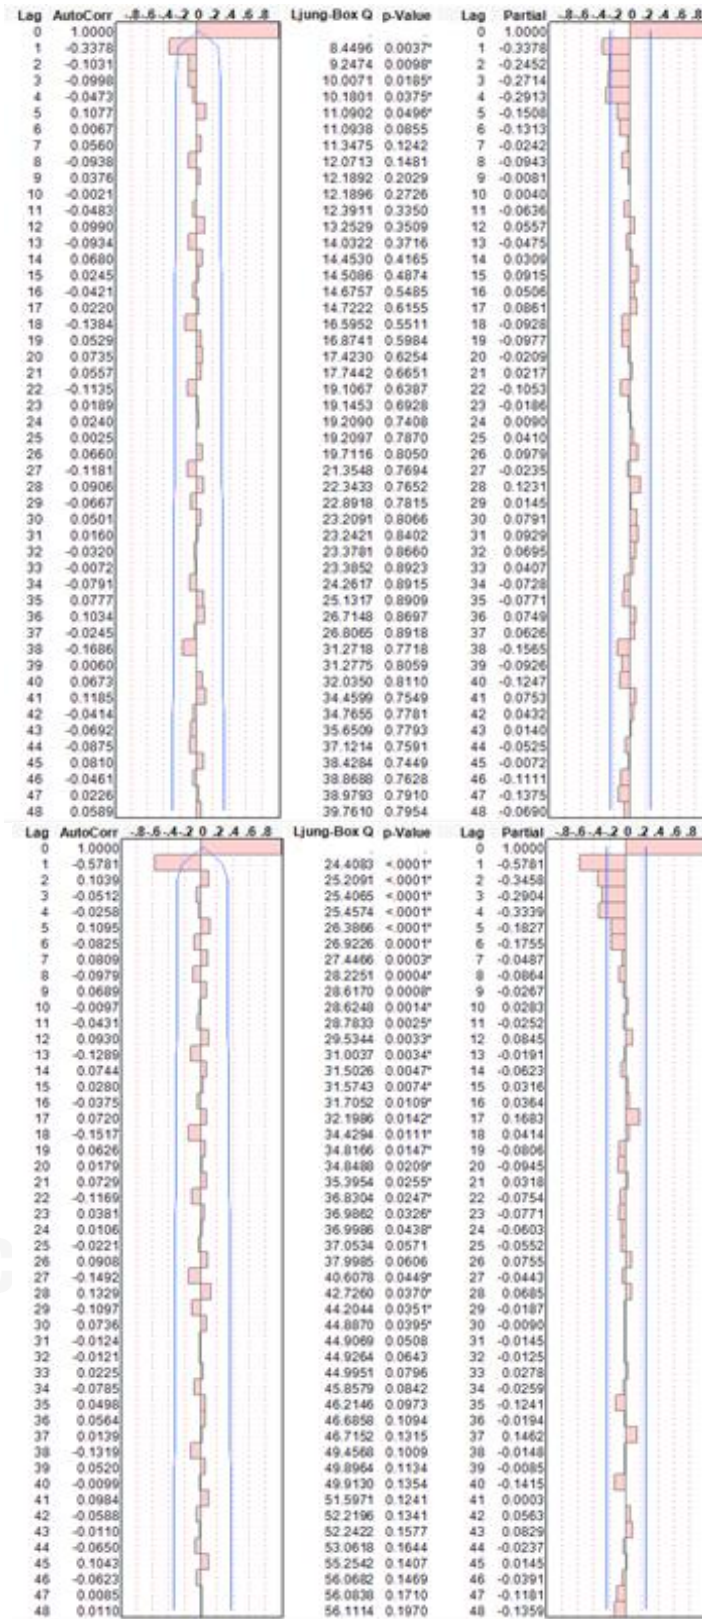 Lag AutoCorr -.8-.6-.4-.2 0 .2 .4 .6 .8 Ljung-Box Q p-Value Lag Partial -.8-.6-.4-.2 0 .2 .4 .6 .8
0 1.0000 . . 0 1.0000
1 -0.3378 8.4496 0.0037* 1 -0.3378
2 -0.1031 9.2474 0.0098* 2 -0.2452
3 -0.0998 10.0071 0.0185* 3 -0.2714
4 -0.0473 10.1801 0.0375* 4 -0.2913
5 0.1077 11.0902 0.0496* 5 -0.1508
6 0.0067 11.0938 0.0855 6 -0.1313
7 0.0560 11.3475 0.1242 7 -0.0242
8 -0.0938 12.0713 0.1481 8 -0.0943
9 0.0376 12.1892 0.2029 9 -0.0081
10 -0.0021 12.1896 0.2726 10 0.0040
11 -0.0483 12.3911 0.3350 11 -0.0636
12 0.0990 13.2529 0.3509 12 0.0557
13 -0.0934 14.0322 0.3716 13 -0.0475
14 0.0680 14.4530 0.4165 14 0.0309
15 0.0245 14.5086 0.4874 15 0.0915
16 -0.0421 14.6757 0.5485 16 0.0506
17 0.0220 14.7222 0.6155 17 0.0861
18 -0.1384 16.5952 0.5511 18 -0.0928
19 0.0529 16.8741 0.5984 19 -0.0977
20 0.0735 17.4230 0.6254 20 -0.0209
21 0.0557 17.7442 0.6651 21 0.0217
22 -0.1135 19.1067 0.6387 22 -0.1053
23 0.0189 19.1453 0.6928 23 -0.0186
24 0.0240 19.2090 0.7408 24 0.0090
25 0.0025 19.2097 0.7870 25 0.0410
26 0.0660 19.7116 0.8050 26 0.0979
27 -0.1181 21.3548 0.7694 27 -0.0235
28 0.0906 22.3433 0.7652 28 0.1231
29 -0.0667 22.8918 0.7815 29 0.0145
30 0.0501 23.2091 0.8066 30 0.0791
31 0.0160 23.2421 0.8402 31 0.0929
32 -0.0320 23.3781 0.8660 32 0.0695
33 -0.0072 23.3852 0.8923 33 0.0407
34 -0.0791 24.2617 0.8915 34 -0.0728
35 0.0777 25.1317 0.8909 35 -0.0771
36 0.1034 26.7148 0.8697 36 0.0749
37 -0.0245 26.8065 0.8918 37 0.0626
38 -0.1686 31.2718 0.7718 38 -0.1565
39 0.0060 31.2775 0.8059 39 -0.0926
40 0.0673 32.0350 0.8110 40 -0.1247
41 0.1185 34.4599 0.7549 41 0.0753
42 -0.0414 34.7655 0.7781 42 0.0432
43 -0.0692 35.6509 0.7793 43 0.0140
44 -0.0875 37.1214 0.7591 44 -0.0525
45 0.0810 38.4284 0.7449 45 -0.0072
46 -0.0461 38.8688 0.7628 46 -0.1111
47 0.0226 38.9793 0.7910 47 -0.1375
48 0.0589 39.7610 0.7954 48 -0.0690
Lag AutoCorr -.8-.6-.4-.2 0 .2 .4 .6 .8 Ljung-Box Q p-Value Lag Partial -.8-.6-.4-.2 0 .2 .4 .6 .8
0 1.0000 . . 0 1.0000
1 -0.5781 24.4083 <.0001* 1 -0.5781
2 0.1039 25.2091 <.0001* 2 -0.3458
3 -0.0512 25.4065 <.0001* 3 -0.2904
4 -0.0258 25.4574 <.0001* 4 -0.3339
5 0.1095 26.3866 <.0001* 5 -0.1827
6 -0.0825 26.9226 0.0001* 6 -0.1755
7 0.0809 27.4466 0.0003* 7 -0.0487
8 -0.0979 28.2251 0.0004* 8 -0.0864
9 0.0689 28.6170 0.0008* 9 -0.0267
10 -0.0097 28.6248 0.0014* 10 0.0283
11 -0.0431 28.7833 0.0025* 11 -0.0252
12 0.0930 29.5344 0.0033* 12 0.0845
13 -0.1289 31.0037 0.0034* 13 -0.0191
14 0.0744 31.5026 0.0047* 14 -0.0623
15 0.0280 31.5743 0.0074* 15 0.0316
16 -0.0375 31.7052 0.0109* 16 0.0364
17 0.0720 32.1986 0.0142* 17 0.1683
18 -0.1517 34.4294 0.0111* 18 0.0414
19 0.0626 34.8166 0.0147* 19 -0.0806
20 0.0179 34.8488 0.0209* 20 -0.0945
21 0.0729 35.3954 0.0255* 21 0.0318
22 -0.1169 36.8304 0.0247* 22 -0.0754
23 0.0381 36.9862 0.0326* 23 -0.0771
24 0.0106 36.9986 0.0438* 24 -0.0603
25 -0.0221 37.0534 0.0571 25 -0.0552
26 0.0908 37.9985 0.0606 26 0.0755
27 -0.1492 40.6078 0.0449* 27 -0.0443
28 0.1329 42.7260 0.0370* 28 0.0685
29 -0.1097 44.2044 0.0351* 29 -0.0187
30 0.0736 44.8870 0.0395* 30 -0.0090
31 -0.0124 44.9069 0.0508 31 -0.0145
32 -0.0121 44.9264 0.0643 32 -0.0125
33 0.0225 44.9951 0.0796 33 0.0278
34 -0.0785 45.8579 0.0842 34 -0.0259
35 0.0498 46.2146 0.0973 35 -0.1241
36 0.0564 46.6858 0.1094 36 -0.0194
37 0.0139 46.7152 0.1315 37 0.1462
38 -0.1319 49.4568 0.1009 38 -0.0148
39 0.0520 49.8964 0.1134 39 -0.0085
40 -0.0099 49.9130 0.1354 40 -0.1415
41 0.0984 51.5971 0.1241 41 0.0003
42 -0.0588 52.2196 0.1341 42 0.0563
43 -0.0110 52.2422 0.1577 43 0.0829
44 -0.0650 53.0618 0.1644 44 -0.0237
45 0.1043 55.2542 0.1407 45 0.0145
46 -0.0623 56.0682 0.1469 46 -0.0391
47 0.0085 56.0838 0.1710 47 -0.1181
48 0.0110 56.1114 0.1970 48 -0.1359